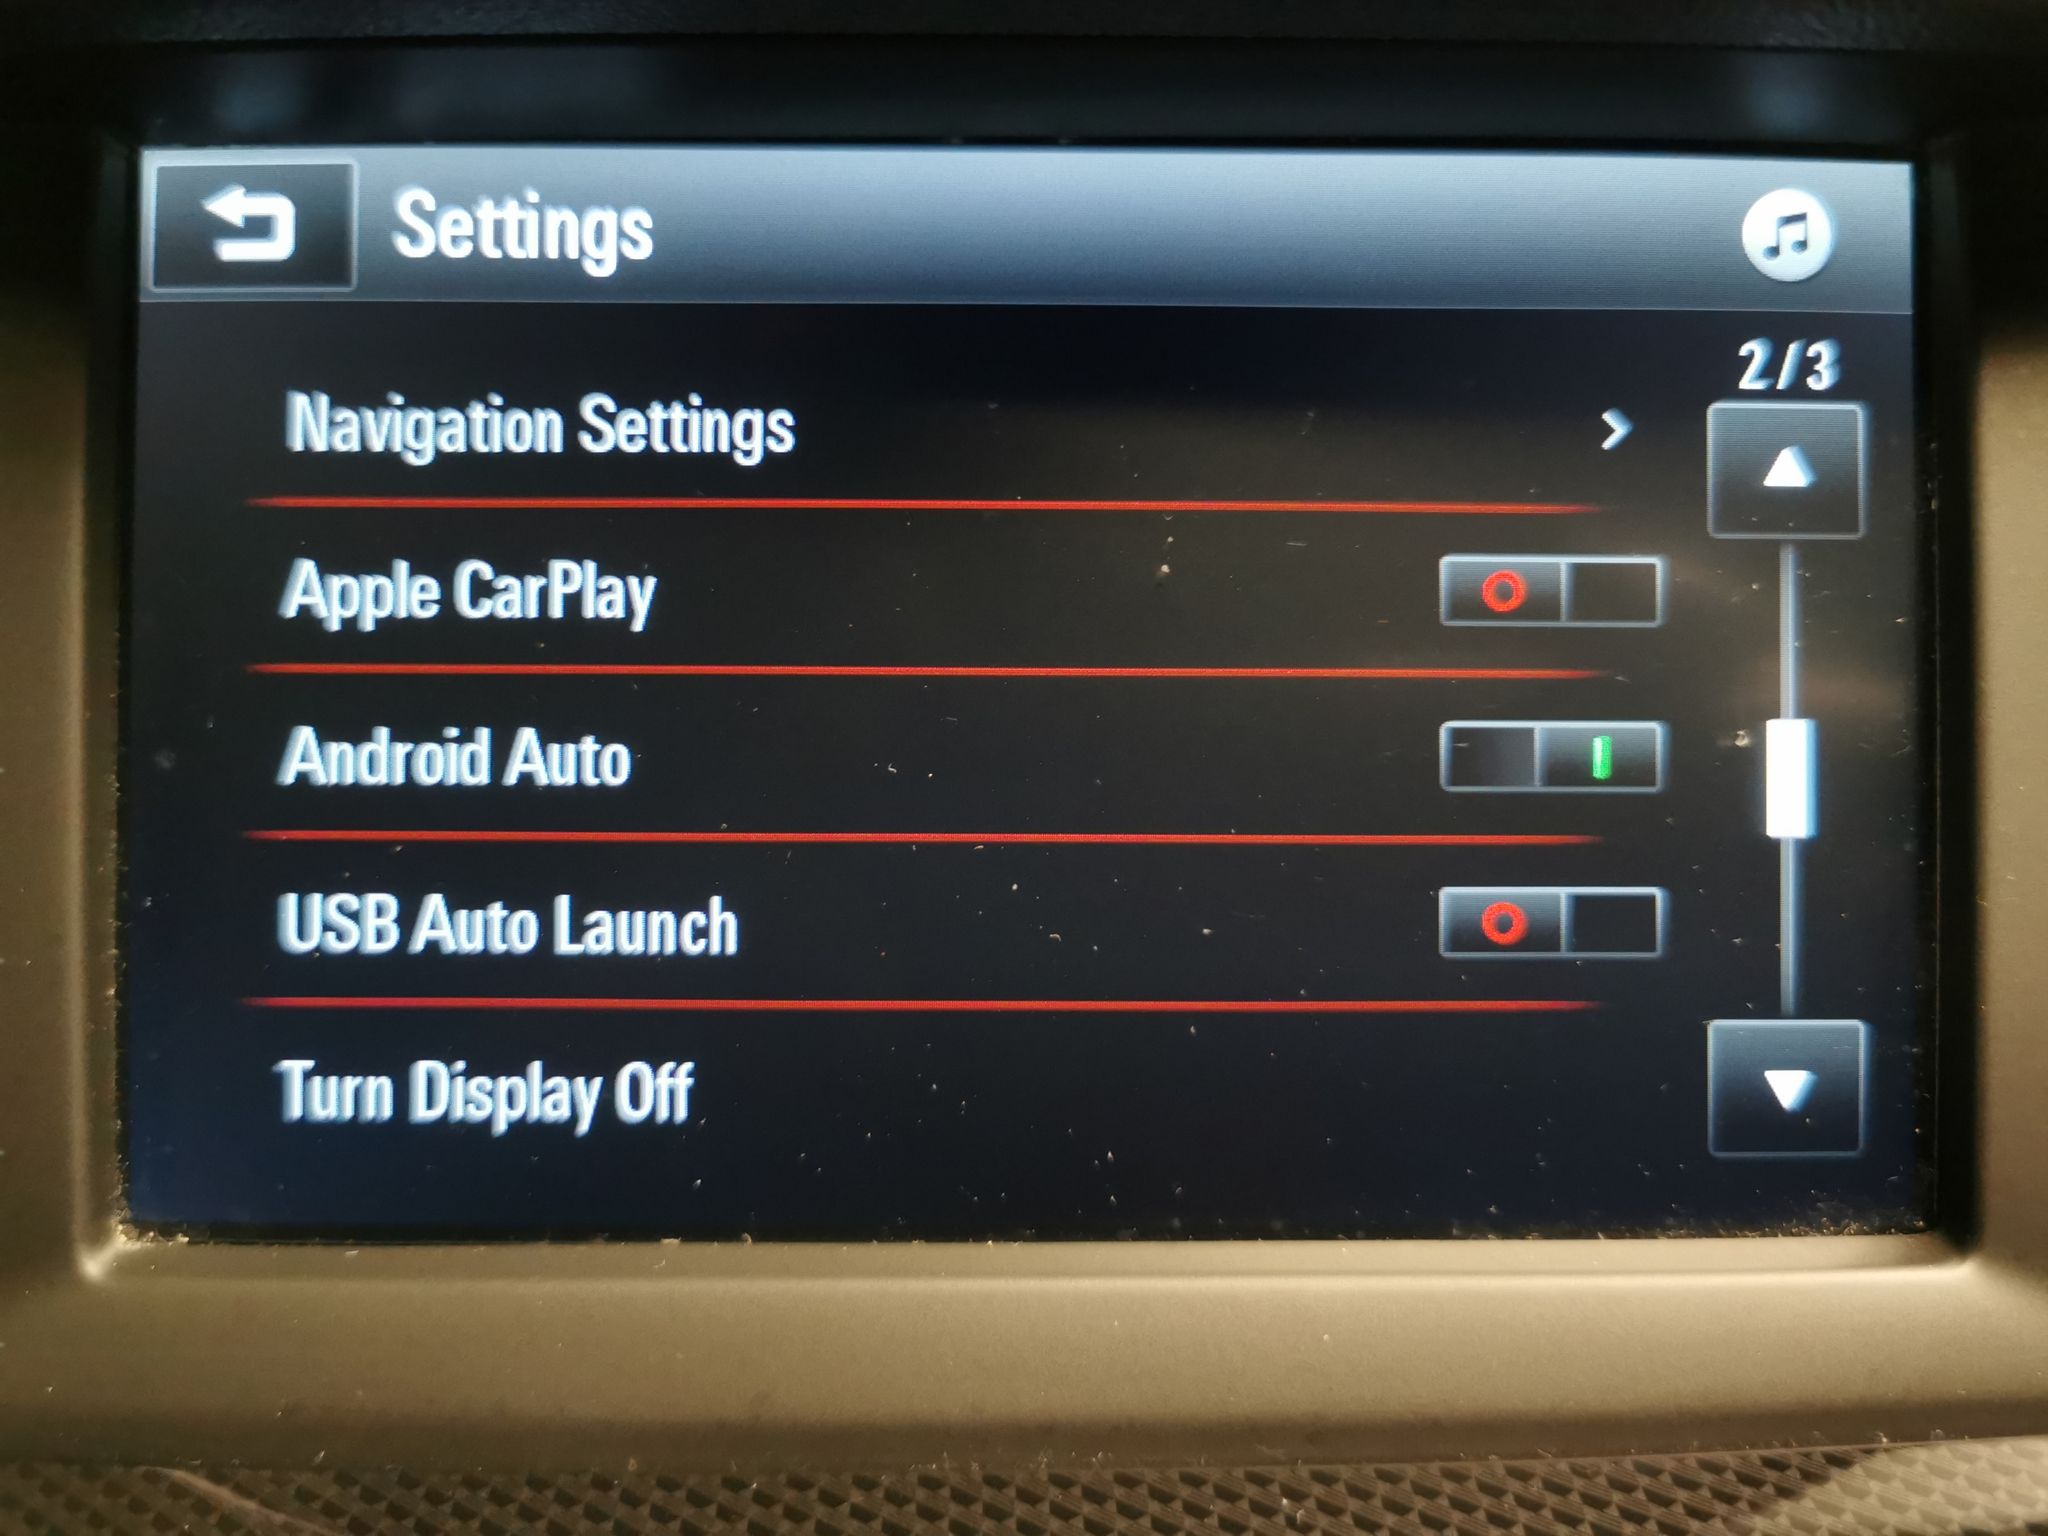 Settings
2/3
Navigation Settings
Apple CarPlay
Android Auto
USB Auto Launch
Turn Display Off